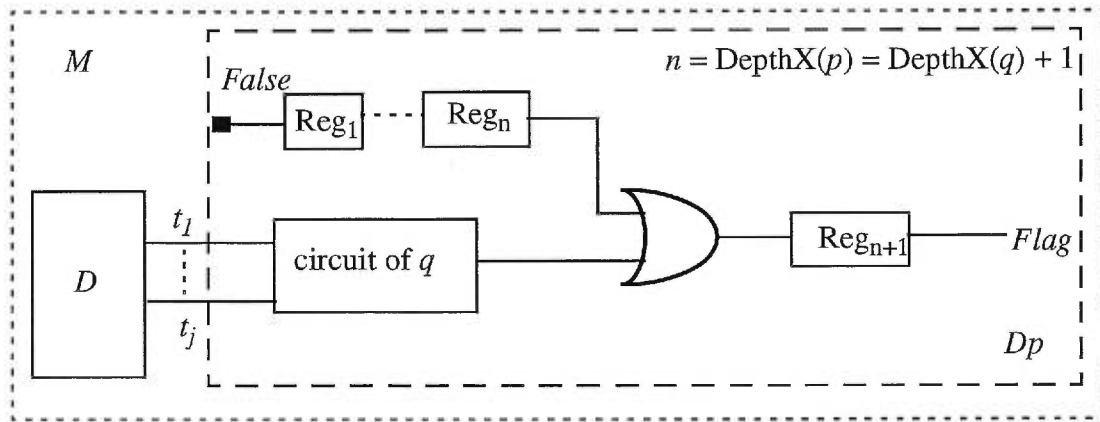 M
n = DepthX(p) = DepthX(q) + 1
False
Reg1
Regn
t1
circuit of q
Regn+1
Flag
D
tj
Dp